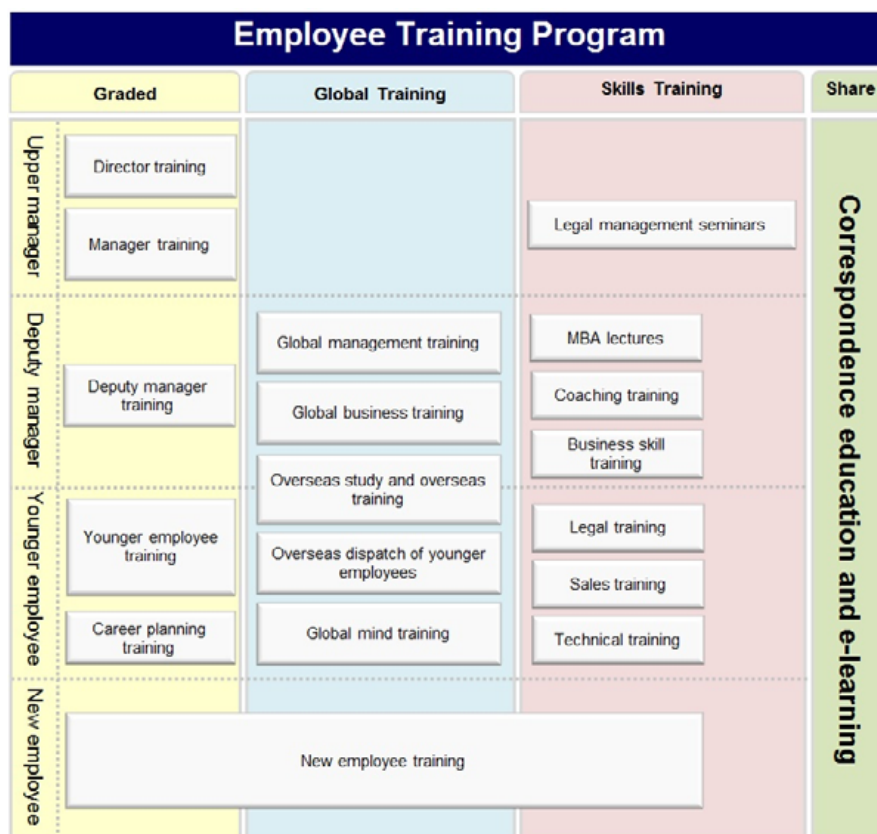 Employee Training Program
Graded
Global Training
Skills Training
Share
Upper manager
Director training
Manager training
Legal management seminars
Deputy manager
Deputy manager
training
Global management training
Global business training
Overseas study and overseas
training
MBA lectures
Coaching training
Business skill
training
Younger employee
Younger employee
training
Career planning
training
Overseas dispatch of younger
employees
Global mind training
Legal training
Sales training
Technical training
New employee
New employee training
Correspondence education and e-learning